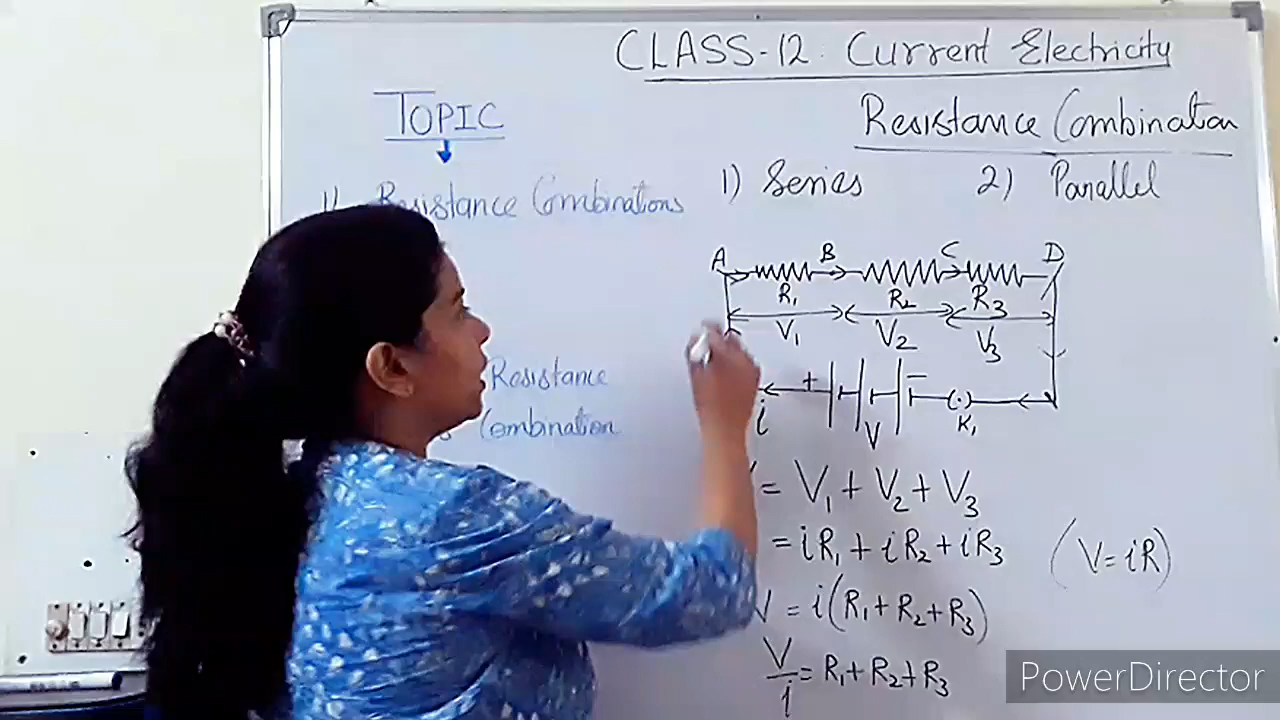 CLASS-12: Current Electricity
TOPIC
Resistance Combination
1) Series 2) Parallel
Resistance Combinations
A B C D
R₁ R₂ R₃
V₁ V₂ V₃
Resistance
+ −
i V K₁
Combination
= V₁ + V₂ + V₃
= iR₁ + iR₂ + iR₃ (V=iR)
V = i(R₁+R₂+R₃)
V/i = R₁+R₂+R₃
PowerDirector